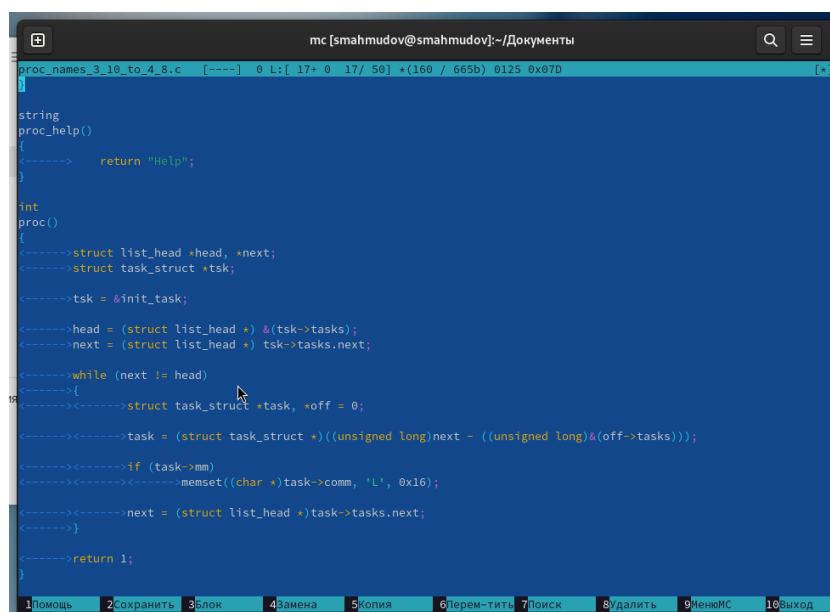 mc [smahmudov@smahmudov]:~/Документы
proc_names_3_10_to_4_8.c   [----]  0 L:[ 17+ 0  17/ 50] *(160 / 665b) 0125 0x07D   [*]
}
string
proc_help()
{
<------>    return "Help";
}
int
proc()
{
<------>struct list_head *head, *next;
<------>struct task_struct *tsk;
<------>tsk = &init_task;
<------>head = (struct list_head *) &(tsk->tasks);
<------>next = (struct list_head *) tsk->tasks.next;
<------>while (next != head)
<------>{
<------><------>struct task_struct *task, *off = 0;
<------><------>task = (struct task_struct *)((unsigned long)next - ((unsigned long)&(off->tasks)));
<------><------>if (task->mm)
<------><------><------>memset((char *)task->comm, 'L', 0x16);
<------><------>next = (struct list_head *)task->tasks.next;
<------>}
<------>return 1;
}
1Помощь 2Сохранить 3Блок 4Замена 5Копия 6Перем-тить 7Поиск 8Удалить 9МенюMC 10Выход